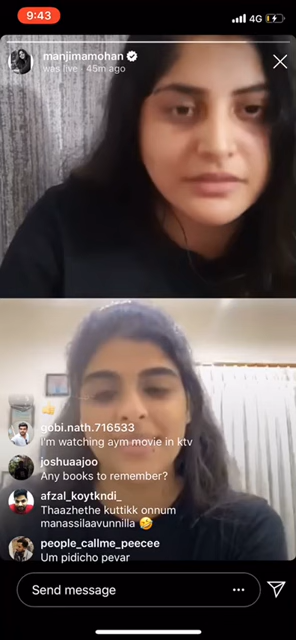 9:43
4G
manjimamohan
was live · 45m ago
gobi.nath.716533
I'm watching aym movie in ktv
joshuaajoo
Any books to remember?
afzal_koytkndi_
Thaazhethe kuttikk onnum
manassilaavunnilla 🤣
people_callme_peecee
Um pidicho pevar
Send message